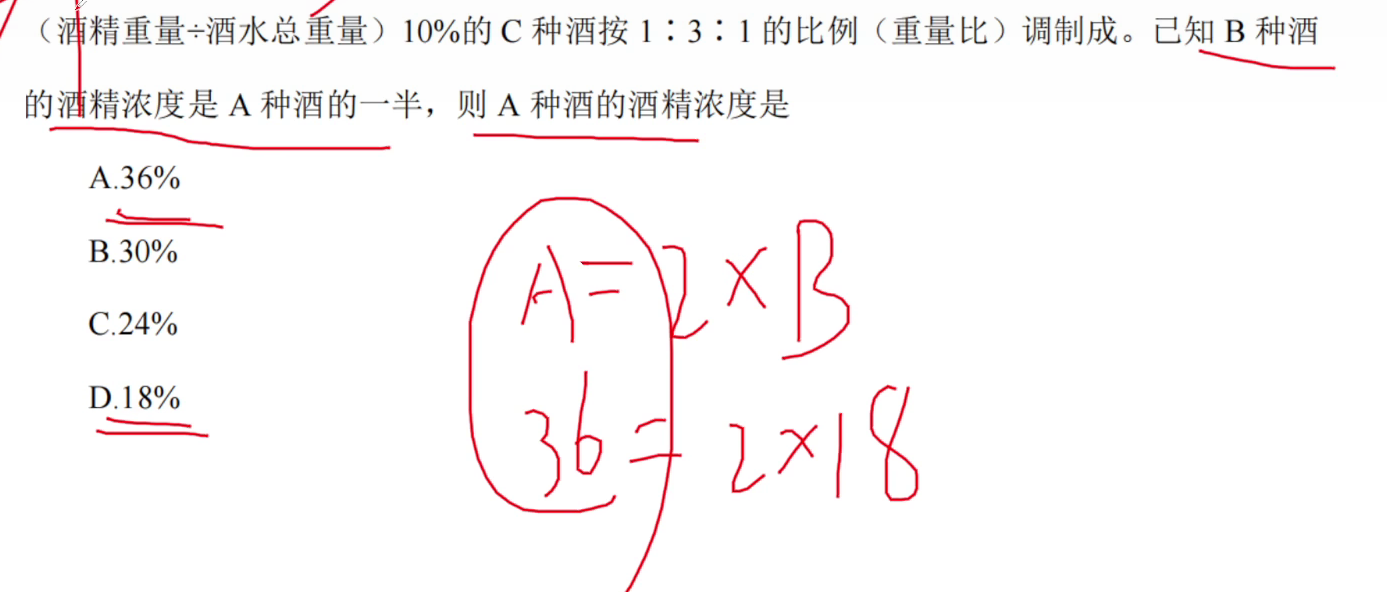 （酒精重量÷酒水总重量）10%的 C 种酒按 1∶3∶1 的比例（重量比）调制成。已知 B 种酒
的酒精浓度是 A 种酒的一半，则 A 种酒的酒精浓度是
A.36%
B.30%
C.24%
D.18%
A=2×B
36=2×18